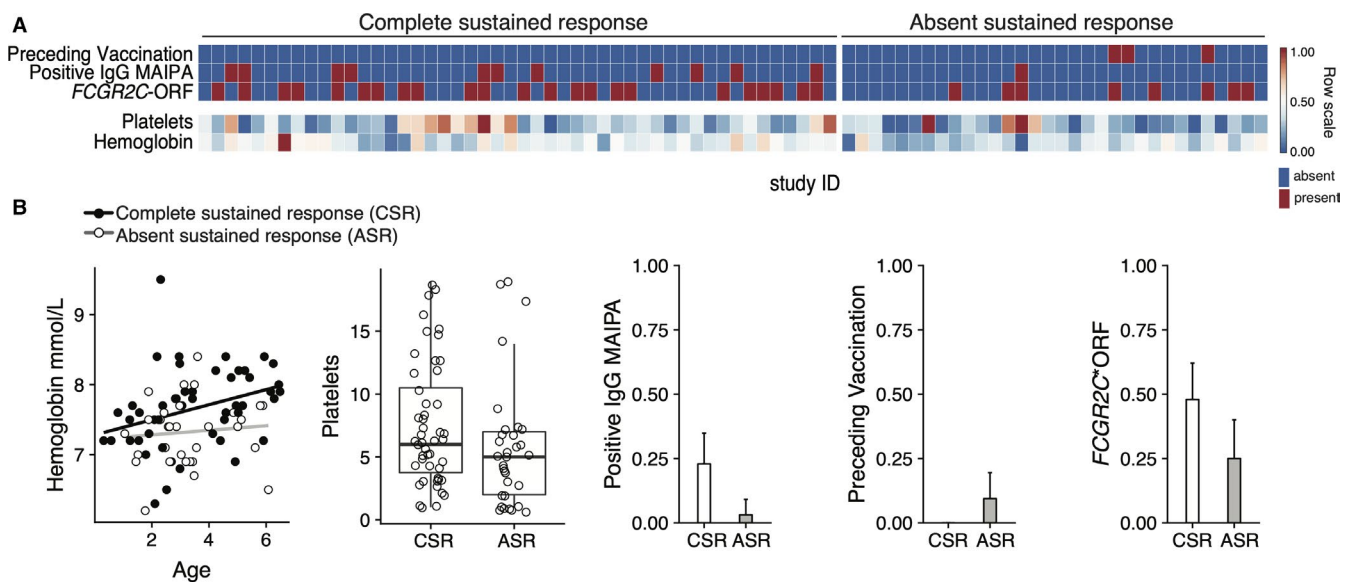 A
Complete sustained response
Absent sustained response
Preceding Vaccination
Positive IgG MAIPA
FCGR2C-ORF
Platelets
Hemoglobin
1.00
0.50
0.00
Row scale
study ID
absent
present
B
Complete sustained response (CSR)
Absent sustained response (ASR)
Hemoglobin mmol/L
9
8
7
2 4 6
Age
Platelets
15
10
5
0
CSR ASR
Positive IgG MAIPA
1.00
0.75
0.50
0.25
0.00
CSR ASR
Preceding Vaccination
1.00
0.75
0.50
0.25
0.00
CSR ASR
FCGR2C*ORF
1.00
0.75
0.50
0.25
0.00
CSR ASR